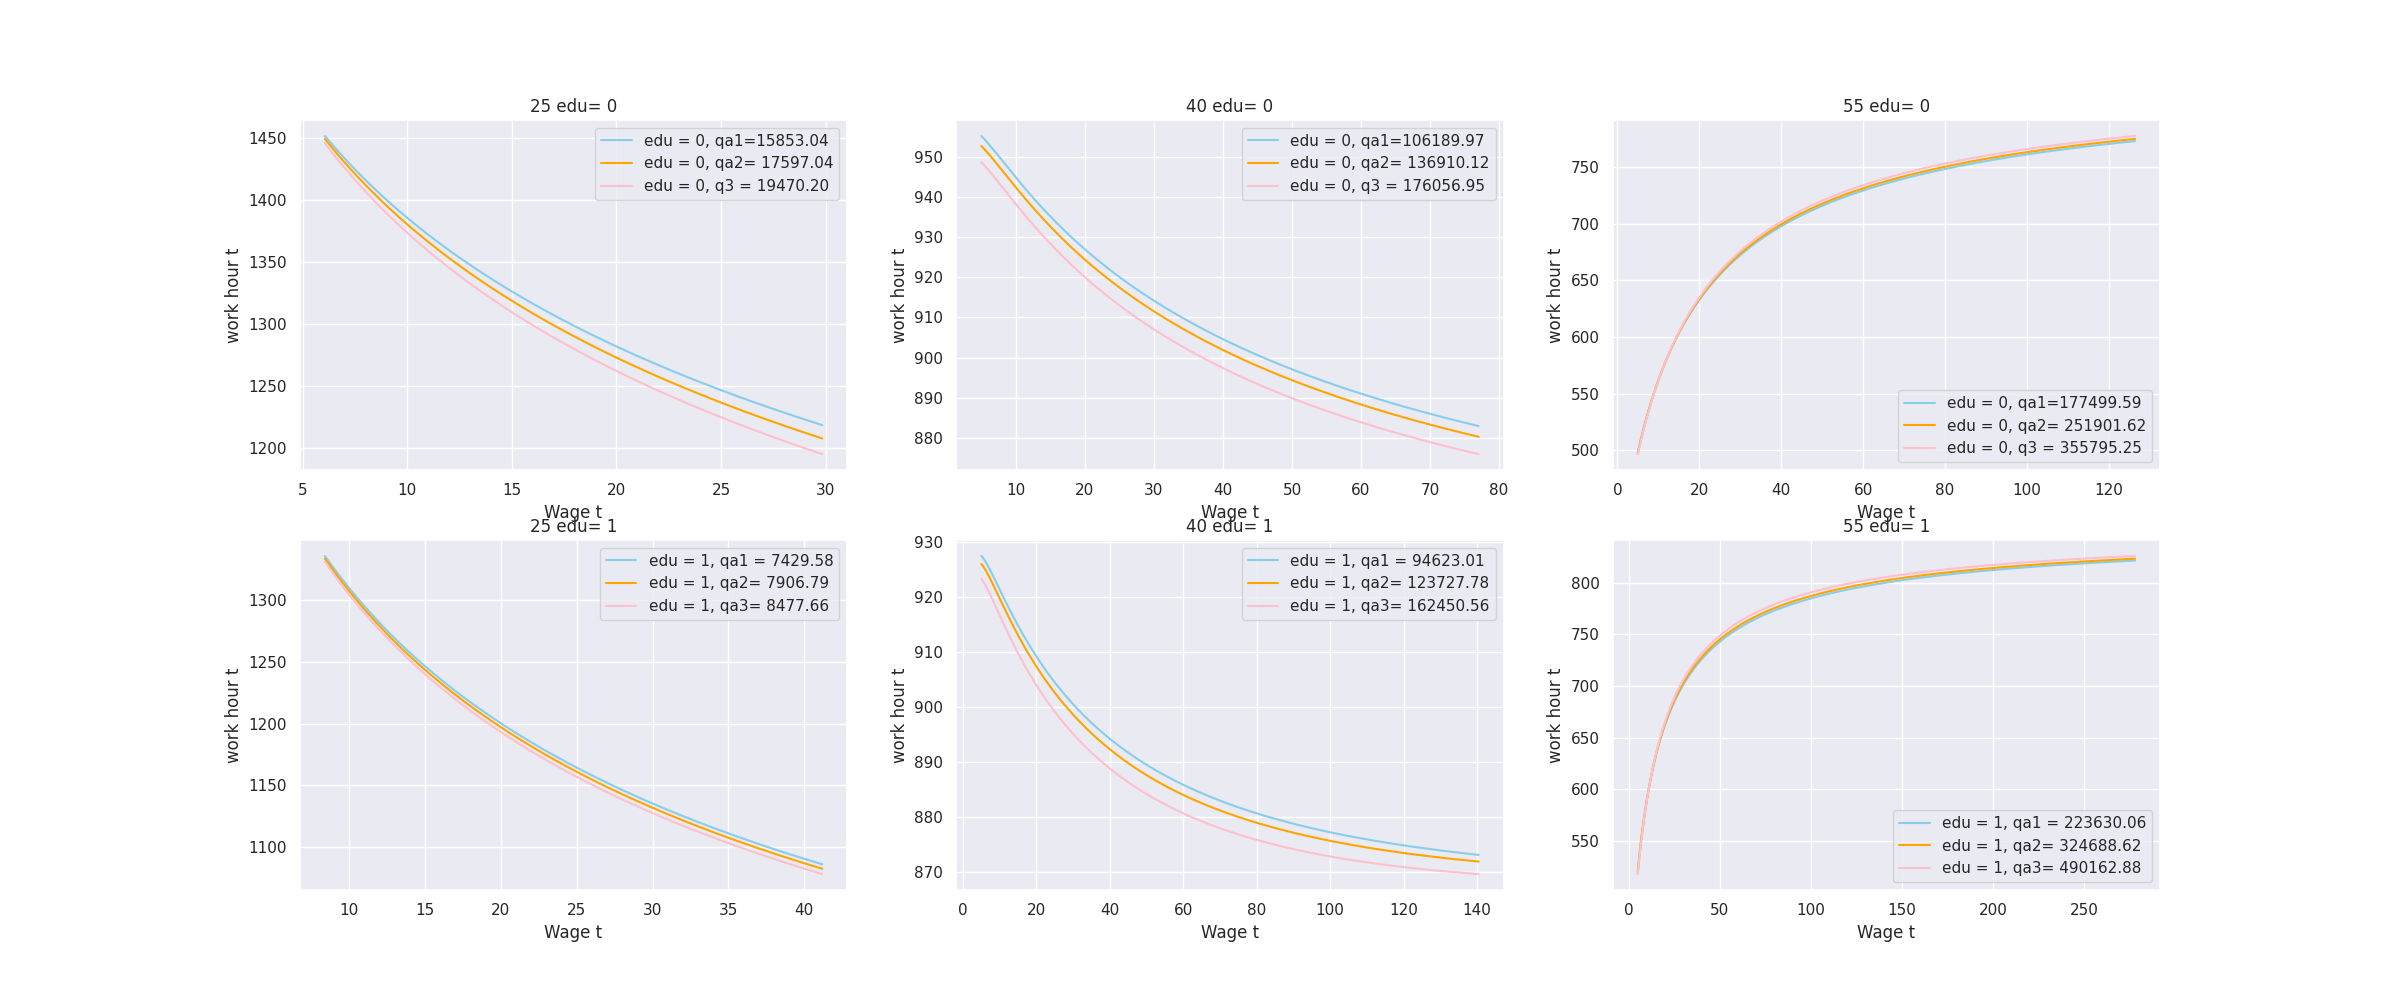 25 edu= 0
1450
1400
1350
1300
1250
1200
work hour t
edu = 0, qa1=15853.04
edu = 0, qa2= 17597.04
edu = 0, q3 = 19470.20
5 10 15 20 25 30
Wage t
40 edu= 0
950
940
930
920
910
900
890
880
work hour t
edu = 0, qa1=106189.97
edu = 0, qa2= 136910.12
edu = 0, q3 = 176056.95
10 20 30 40 50 60 70 80
Wage t
55 edu= 0
750
700
650
600
550
500
work hour t
edu = 0, qa1=177499.59
edu = 0, qa2= 251901.62
edu = 0, q3 = 355795.25
0 20 40 60 80 100 120
Wage t
25 edu= 1
1300
1250
1200
1150
1100
work hour t
edu = 1, qa1 = 7429.58
edu = 1, qa2= 7906.79
edu = 1, qa3= 8477.66
10 15 20 25 30 35 40
Wage t
40 edu= 1
930
920
910
900
890
880
870
work hour t
edu = 1, qa1 = 94623.01
edu = 1, qa2= 123727.78
edu = 1, qa3= 162450.56
0 20 40 60 80 100 120 140
Wage t
55 edu= 1
800
750
700
650
600
550
work hour t
edu = 1, qa1 = 223630.06
edu = 1, qa2= 324688.62
edu = 1, qa3= 490162.88
0 50 100 150 200 250
Wage t